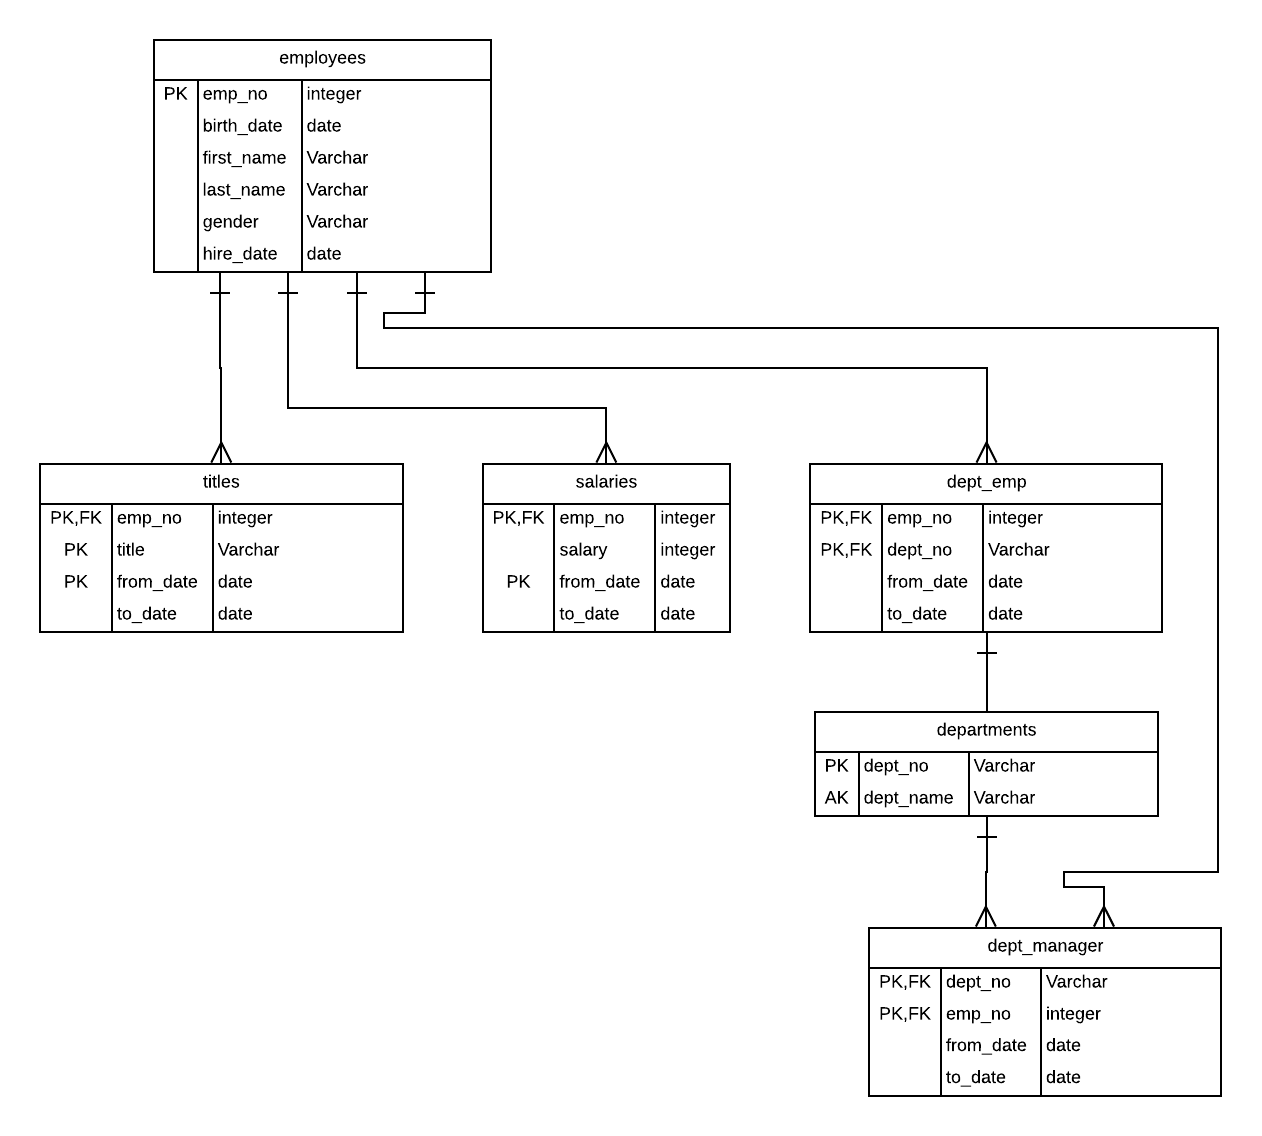 employees
PK emp_no integer
birth_date date
first_name Varchar
last_name Varchar
gender Varchar
hire_date date
titles
PK,FK emp_no integer
PK title Varchar
PK from_date date
to_date date
salaries
PK,FK emp_no integer
salary integer
PK from_date date
to_date date
dept_emp
PK,FK emp_no integer
PK,FK dept_no Varchar
from_date date
to_date date
departments
PK dept_no Varchar
AK dept_name Varchar
dept_manager
PK,FK dept_no Varchar
PK,FK emp_no integer
from_date date
to_date date